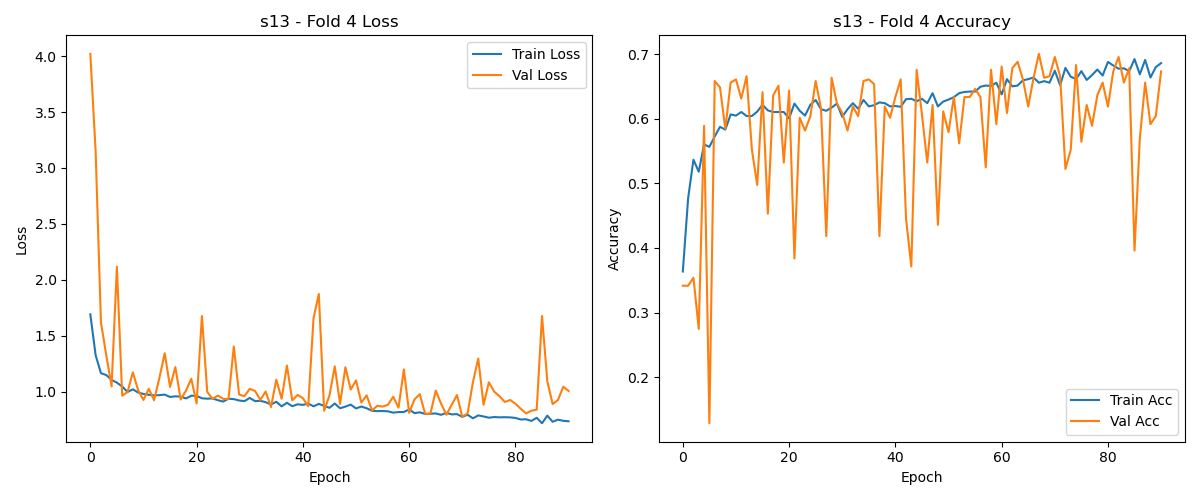 s13 - Fold 4 Loss
4.0
3.5
3.0
2.5
2.0
1.5
1.0
Loss
0 20 40 60 80
Epoch
Train Loss
Val Loss
s13 - Fold 4 Accuracy
0.7
0.6
0.5
0.4
0.3
0.2
Accuracy
0 20 40 60 80
Epoch
Train Acc
Val Acc